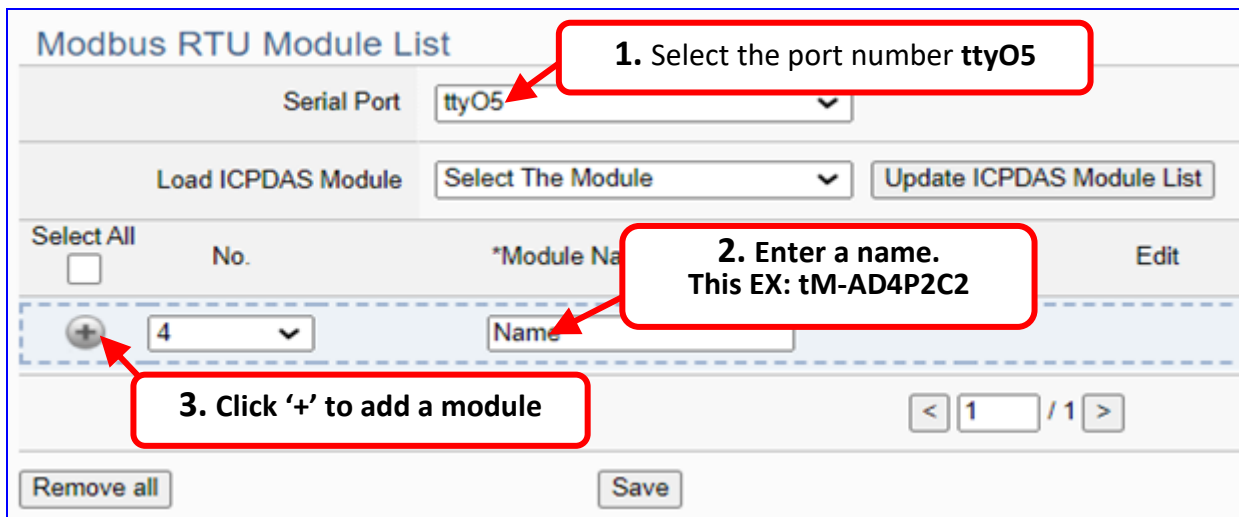 Modbus RTU Module List
1. Select the port number ttyO5
Serial Port ttyO5
Load ICPDAS Module Select The Module Update ICPDAS Module List
Select All
No. *Module Na Edit
2. Enter a name.
This EX: tM-AD4P2C2
+ 4 Name
3. Click ‘+’ to add a module
< 1 / 1 >
Remove all Save